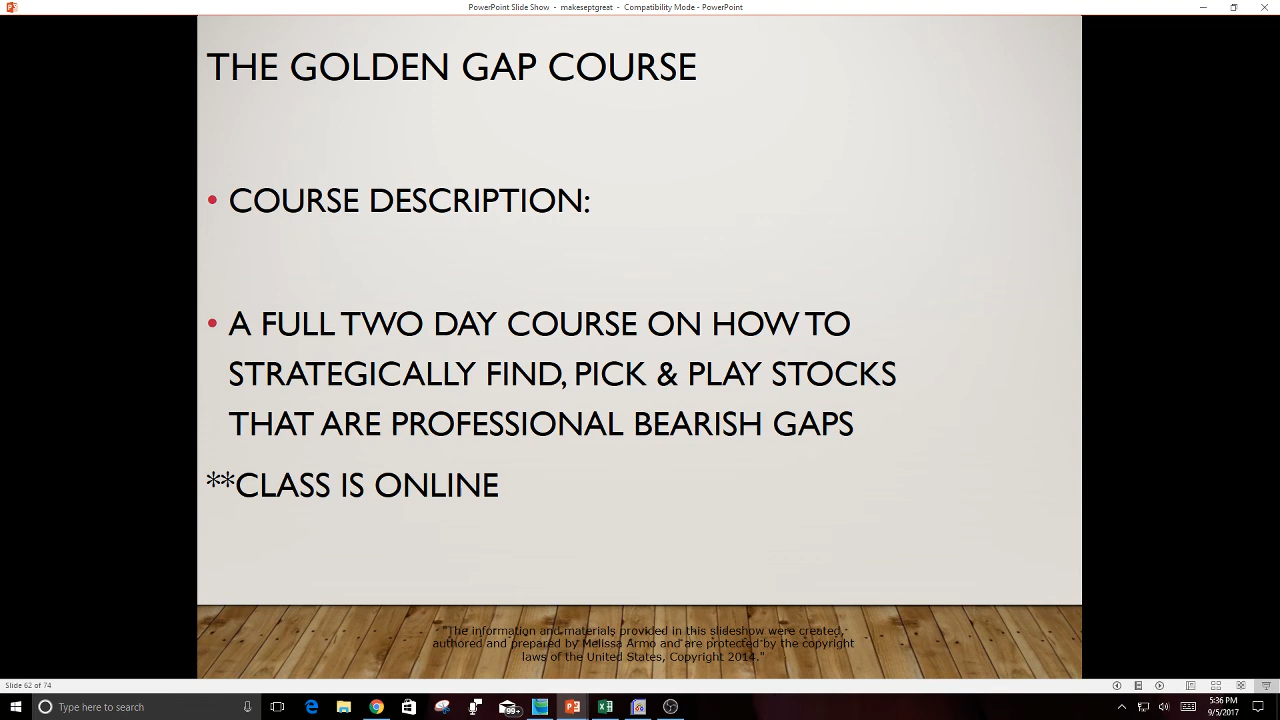 PowerPoint Slide Show - makeseptgreat - Compatibility Mode - PowerPoint
THE GOLDEN GAP COURSE
• COURSE DESCRIPTION:
• A FULL TWO DAY COURSE ON HOW TO
STRATEGICALLY FIND, PICK & PLAY STOCKS
THAT ARE PROFESSIONAL BEARISH GAPS
**CLASS IS ONLINE
"The information and materials provided in this slideshow were created,
authored and prepared by Melissa Armo and are protected by the copyright
laws of the United States, Copyright 2014."
Slide 62 of 74
Type here to search
99+
5:36 PM
9/5/2017